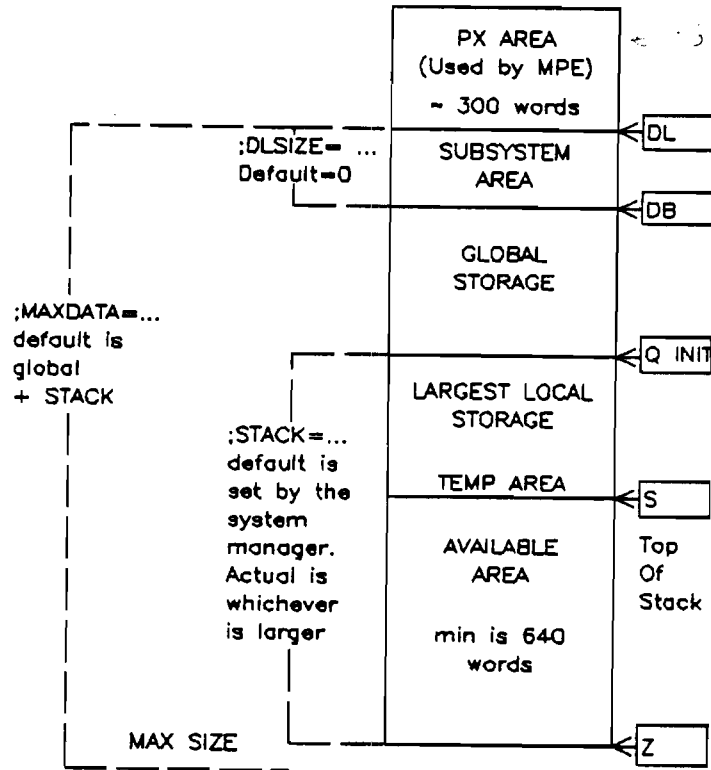 PX AREA
(Used by MPE)
~ 300 words
DL
;DLSIZE= ...
Default=0
SUBSYSTEM
AREA
DB
GLOBAL
STORAGE
;MAXDATA=...
default is
global
+ STACK
Q INIT
LARGEST LOCAL
STORAGE
;STACK=...
default is
set by the
system
manager.
Actual is
whichever
is larger
TEMP AREA
S
Top
Of
Stack
AVAILABLE
AREA
min is 640
words
MAX SIZE
Z